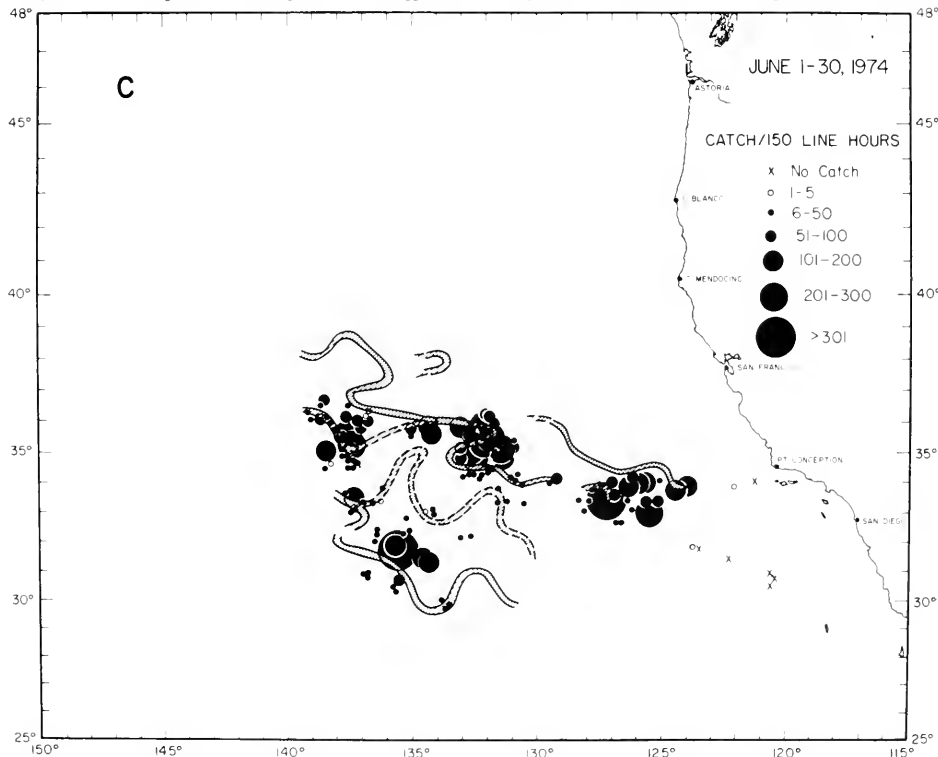 48°
48°
C
JUNE 1-30, 1974
ASTORIA
45°
45°
CATCH/150 LINE HOURS
x No Catch
1-5
BLANCO
6-50
51-100
101-200
MENDOCINO
40°
40°
201-300
>301
SAN FRAN
35°
35°
PT. CONCEPTION
SAN DIEGO
30°
30°
25°
25°
150°
145°
140°
135°
130°
125°
120°
115°